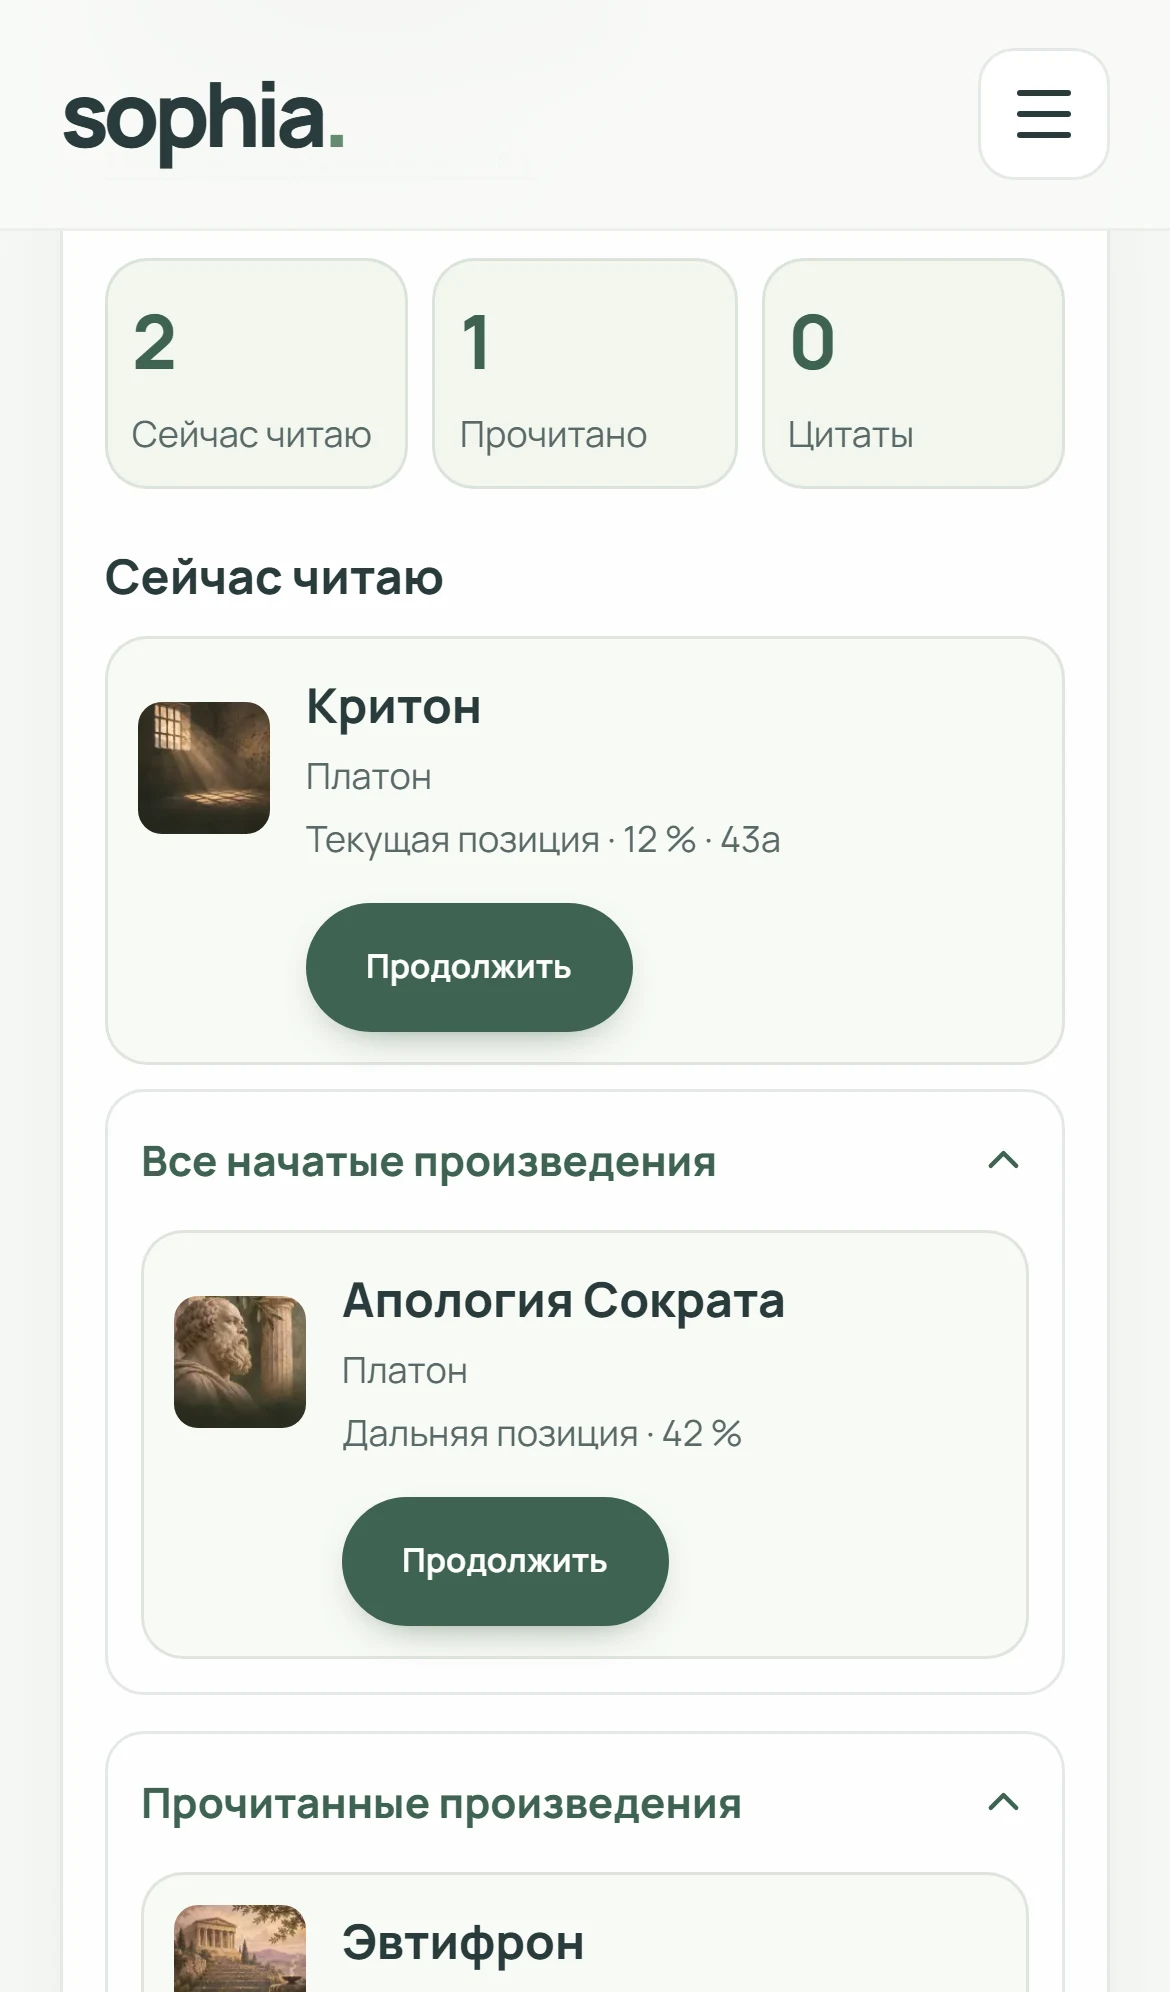 sophia.
2
Сейчас читаю
1
Прочитано
0
Цитаты
Сейчас читаю
Критон
Платон
Текущая позиция · 12 % · 43a
Продолжить
Все начатые произведения
Апология Сократа
Платон
Дальняя позиция · 42 %
Продолжить
Прочитанные произведения
Эвтифрон